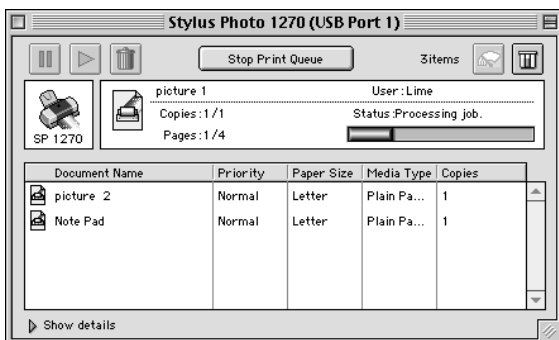 Stylus Photo 1270 (USB Port 1)
Stop Print Queue
3items
SP 1270
picture 1
User:Lime
Copies:1/1
Status:Processing job.
Pages:1/4
Document Name Priority Paper Size Media Type Copies
picture 2 Normal Letter Plain Pa... 1
Note Pad Normal Letter Plain Pa... 1
Show details